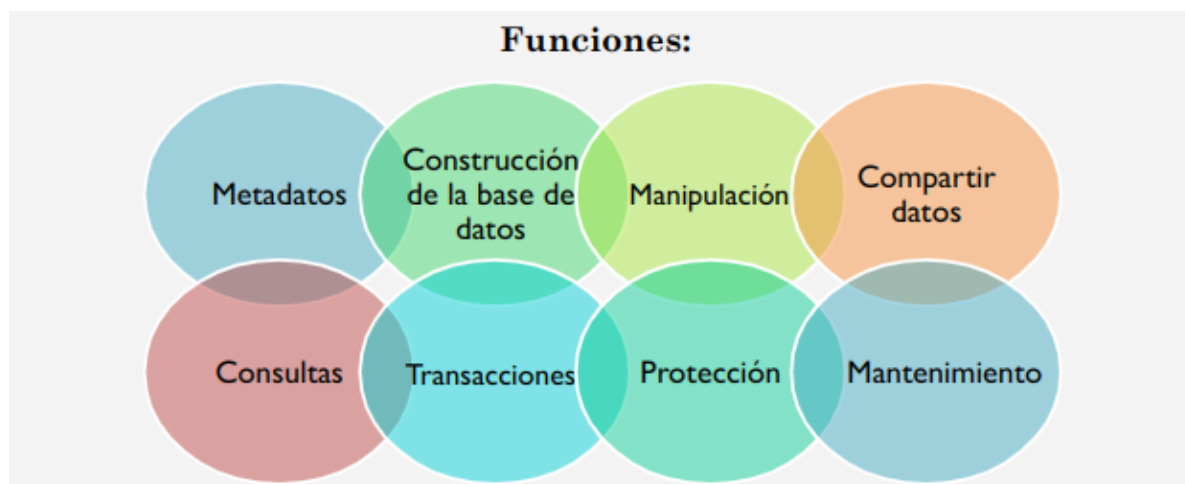 Funciones:
Metadatos
Construcción
de la base de
datos
Manipulación
Compartir
datos
Consultas
Transacciones
Protección
Mantenimiento